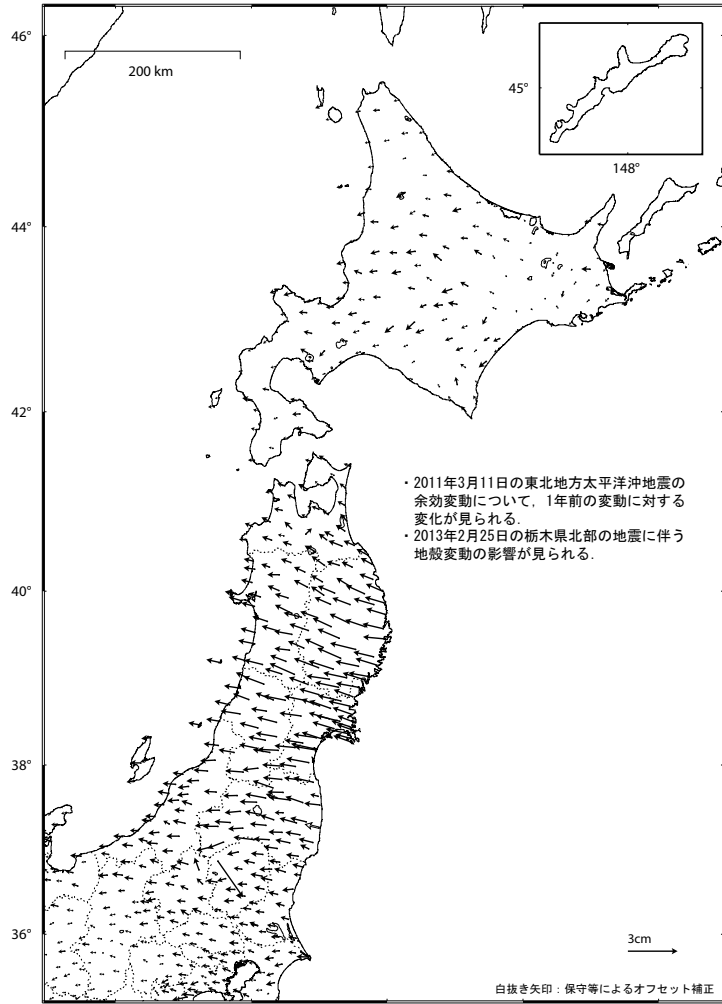 46°
200 km
45°
148°
44°
42°
・2011年3月11日の東北地方太平洋沖地震の
余効変動について，1年前の変動に対する
変化が見られる.
・2013年2月25日の栃木県北部の地震に伴う
地殻変動の影響が見られる.
40°
38°
36°
3cm
白抜き矢印：保守等によるオフセット補正